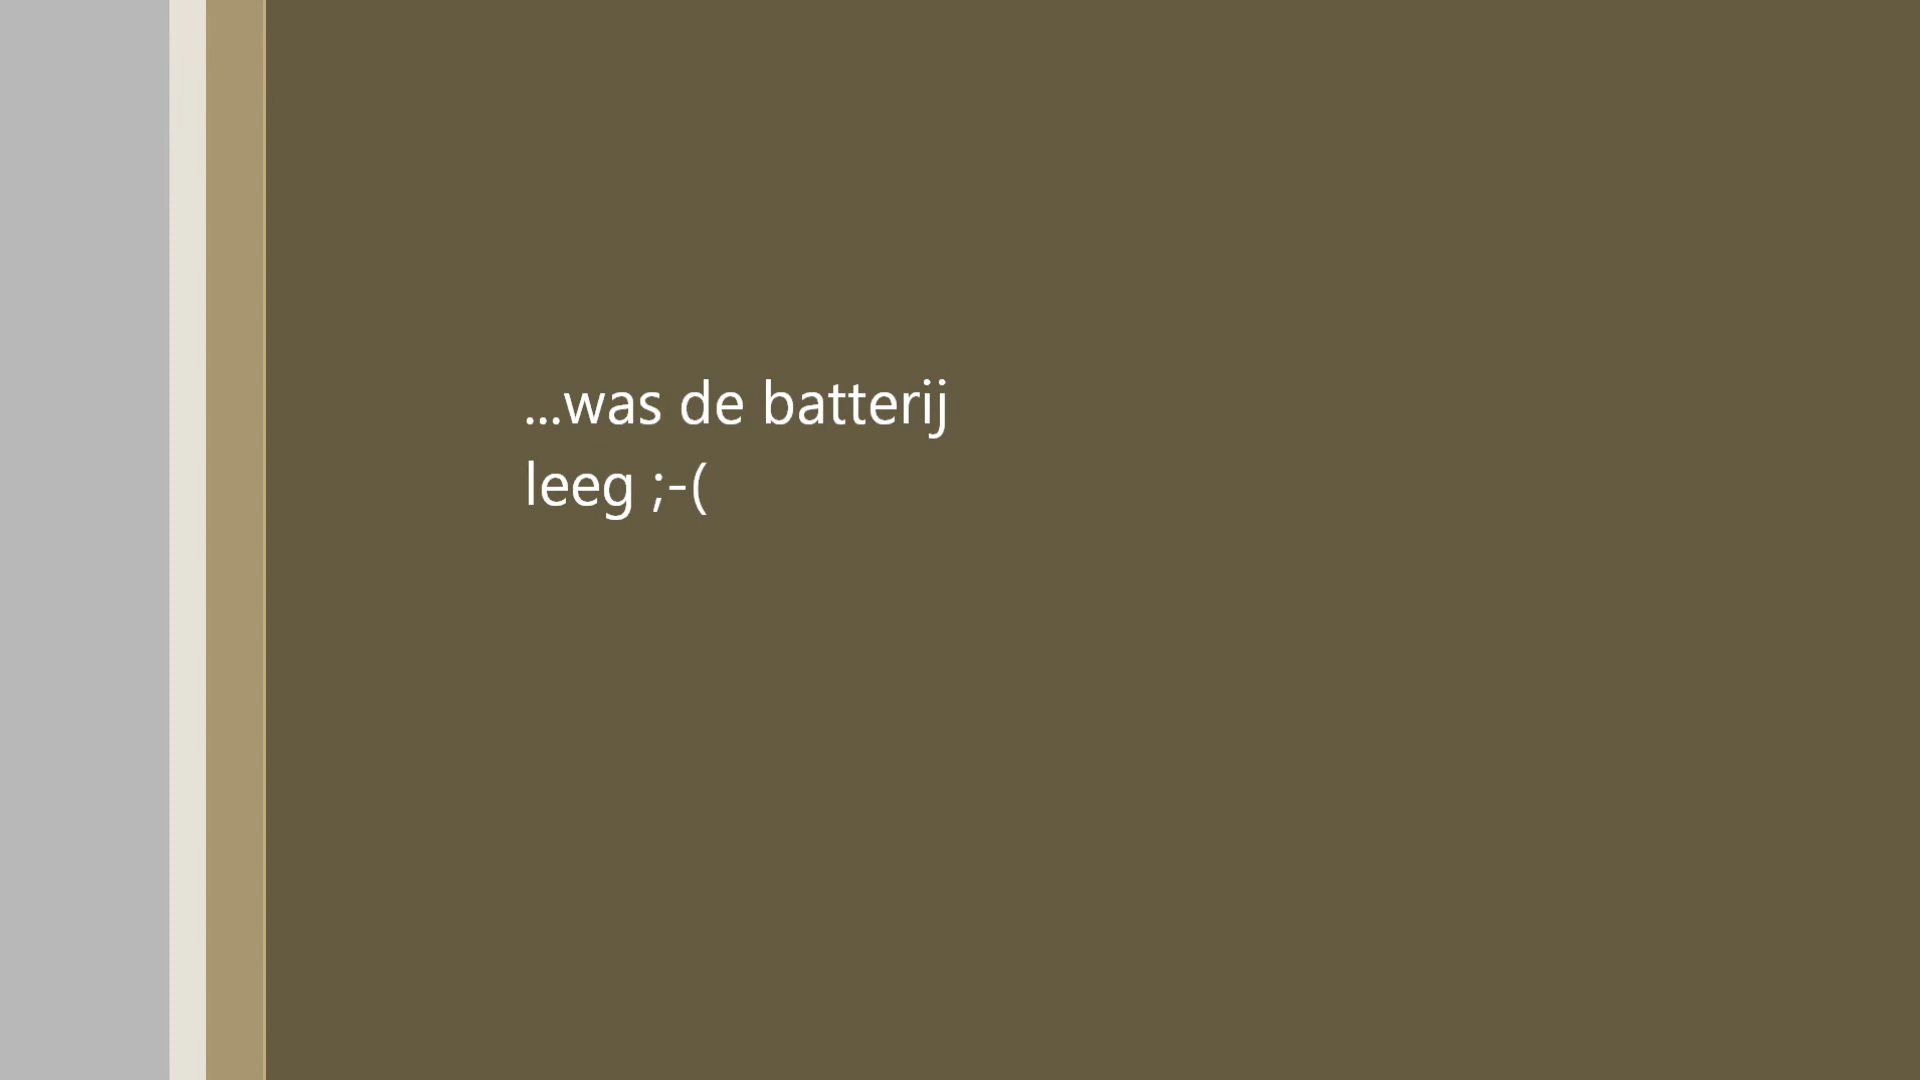 ...was de batterij
leeg ;-(